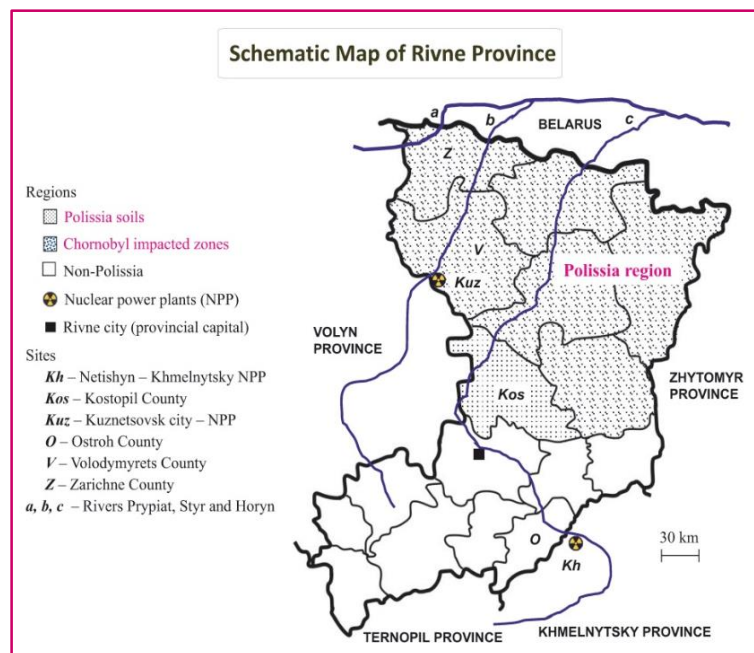 Schematic Map of Rivne Province
Regions
Polissia soils
Chornobyl impacted zones
Non-Polissia
Nuclear power plants (NPP)
Rivne city (provincial capital)
Sites
Kh – Netishyn – Khmelnytsky NPP
Kos – Kostopil County
Kuz – Kuznetsovsk city – NPP
O – Ostroh County
V – Volodymyrets County
Z – Zarichne County
a, b, c – Rivers Prypiat, Styr and Horyn
a
b
c
BELARUS
Z
V
Kuz
Polissia region
VOLYN
PROVINCE
ZHYTOMYR
PROVINCE
Kos
O
Kh
30 km
TERNOPIL PROVINCE
KHMELNYTSKY PROVINCE